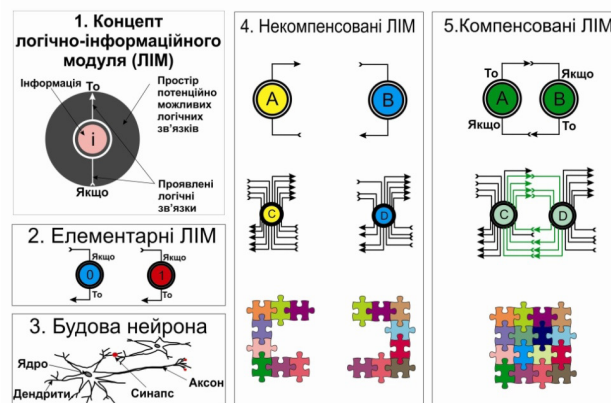 1. Концепт
логічно-інформаційного
модуля (ЛІМ)
Інформація
То
Простір
потенційно
можливих
логічних
зв’язків
і
Якщо
Проявлені
логічні
зв’язки
2. Елементарні ЛІМ
Якщо
0
То
Якщо
1
То
3. Будова нейрона
Ядро
Дендрити
Синапс
Аксон
4. Некомпенсовані ЛІМ
A
B
C
D
5.Компенсовані ЛІМ
То
Якщо
A
B
Якщо
То
C
D